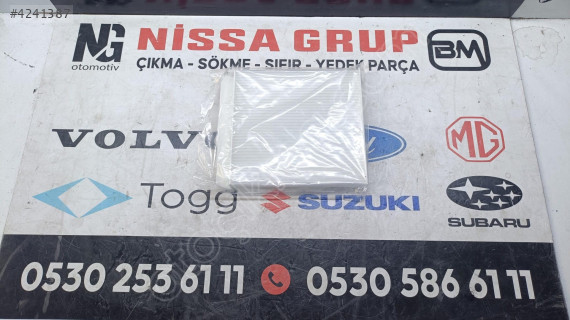 #4241387
NG
otomotiv
NİSSA GRUP
ÇIKMA - SÖKME - SIFIR - YEDEK PARÇA
BM
VOLVO
Ford
MG
Togg
SUZUKI
SUBARU
0530 253 61 11
0530 586 61 11